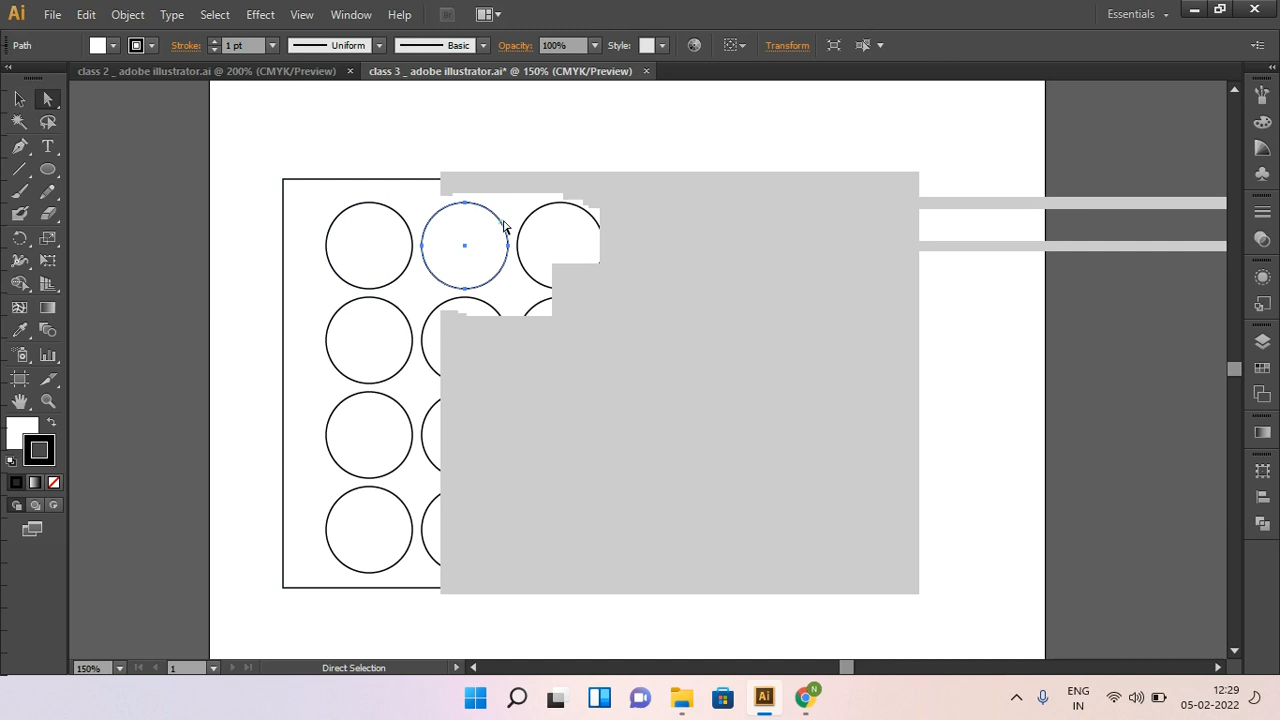 Ai File Edit Object Type Select Effect View Window Help Br Essentials
Path Stroke: 1 pt Uniform Basic Opacity: 100% Style: Transform
class 2 _ adobe illustrator.ai @ 200% (CMYK/Preview) class 3 _ adobe illustrator.ai* @ 150% (CMYK/Preview)
T
150% 1 Direct Selection
Ai N ENG 12:29
IN 05-02-2022